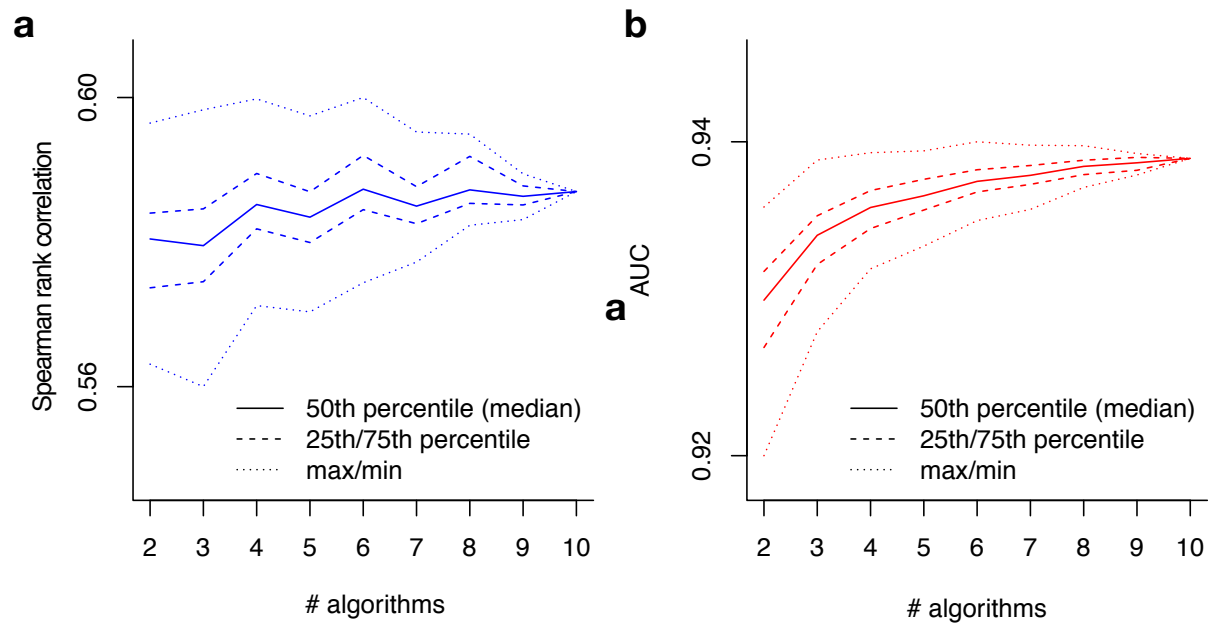 a
Spearman rank correlation
0.60
0.56
50th percentile (median)
25th/75th percentile
max/min
2 3 4 5 6 7 8 9 10
# algorithms
b
a
AUC
0.94
0.92
50th percentile (median)
25th/75th percentile
max/min
2 3 4 5 6 7 8 9 10
# algorithms